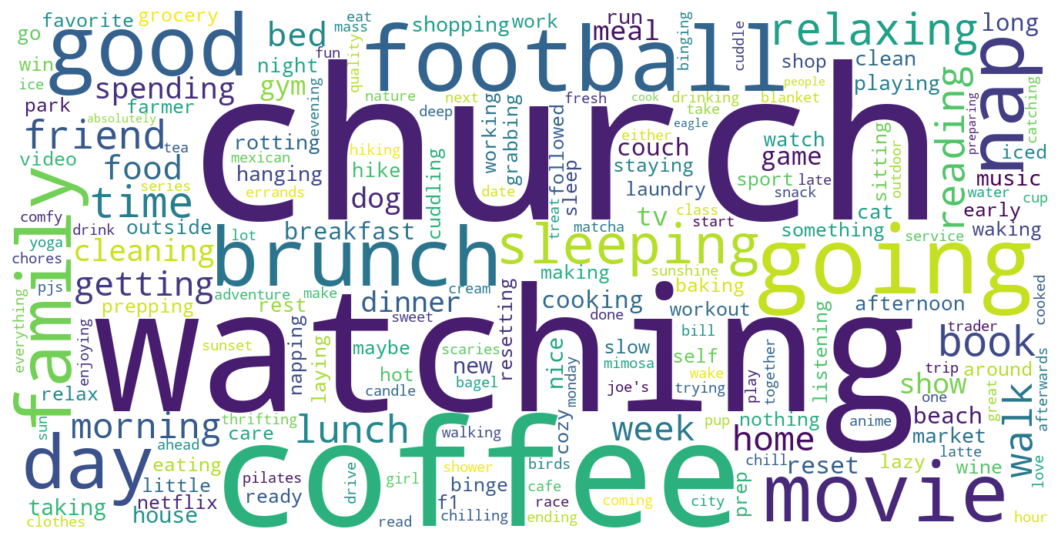 favorite
grocery
go
good
bed
shopping
work
run
meal
binging
cuddle
relaxing
long
win
football
shop
clean
ice
spending
night
fun
eat
mass
quality
gym
playing
nap
park
farmer
evening
nature
next
fresh
cook
drinking
people
blanket
take
absolutely
church
friend
tea
rotting
deep
working
grabbing
eagle
either
couch
watch
reading
preparing
catching
video
food
mexican
hanging
hiking
hike
followed
sleep
staying
game
sitting
outdoor
iced
series
errands
dog
cuddling
date
treat
laundry
sport
late
snack
music
water
cup
comfy
time
tv
class
start
cat
early
drink
outside
breakfast
lot
matcha
something
service
waking
yoga
chores
family
cleaning
brunch
sleeping
going
pjs
getting
making
sunshine
baking
everything
enjoying
prepping
adventure
make
rest
dinner
cream
cooking
workout
afternoon
cooked
watching
sweet
done
bill
trader
sunset
napping
laying
maybe
scaries
resetting
nice
slow
mimosa
self
listening
book
relax
hot
new
bagel
joe's
wake
trying
play
together
show
trip
around
sun
candle
monday
nothing
great
one
afterwards
morning
thrifting
lunch
walking
cozy
week
pup
anime
beach
walk
ahead
care
coffee
home
market
love
day
eating
pilates
shower
birds
chill
reset
lazy
latte
little
drive
girl
binge
cafe
prep
movie
wine
taking
netflix
ready
f1
race
city
house
chilling
coming
clothes
read
ending
hour